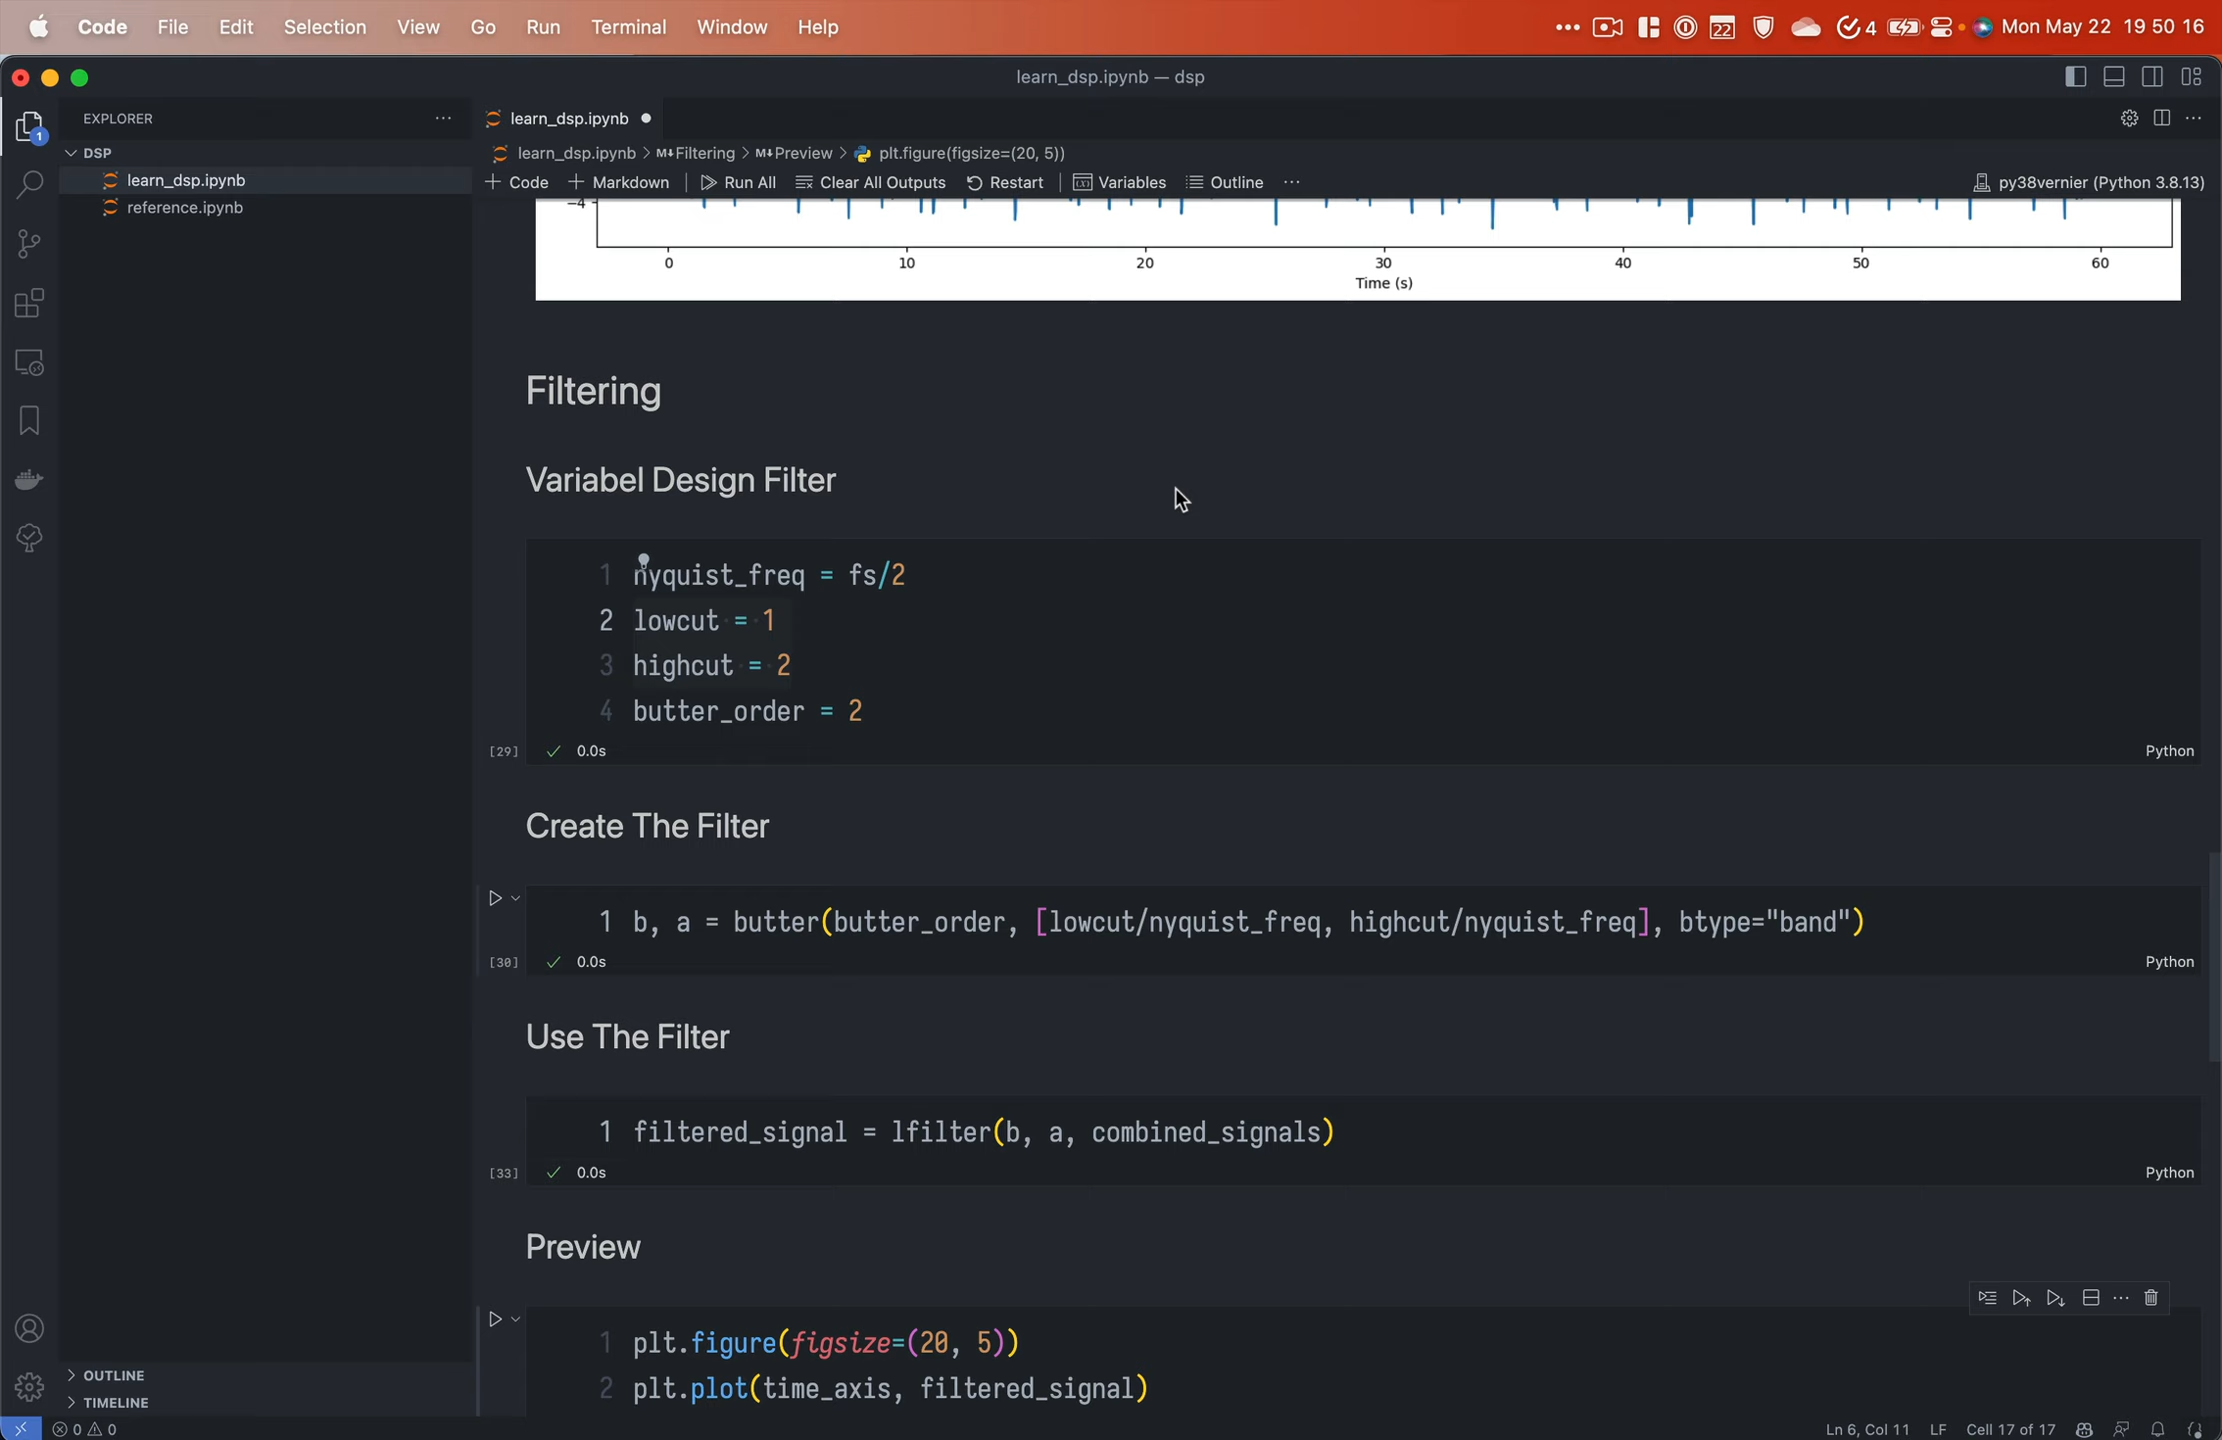 Code File Edit Selection View Go Run Terminal Window Help ••• 22 4 Mon May 22 19 50 16
learn_dsp.ipynb — dsp
EXPLORER ··· learn_dsp.ipynb ● ···
1
DSP learn_dsp.ipynb > M↓Filtering > M↓Preview > plt.figure(figsize=(20, 5))
learn_dsp.ipynb + Code + Markdown | Run All Clear All Outputs Restart | Variables Outline ··· py38vernier (Python 3.8.13)
reference.ipynb
−4
0 10 20 30 40 50 60
Time (s)
Filtering
Variabel Design Filter
1 nyquist_freq = fs/2
2 lowcut = 1
3 highcut = 2
4 butter_order = 2
[29] ✓ 0.0s Python
Create The Filter
1 b, a = butter(butter_order, [lowcut/nyquist_freq, highcut/nyquist_freq], btype="band")
[30] ✓ 0.0s Python
Use The Filter
1 filtered_signal = lfilter(b, a, combined_signals)
[33] ✓ 0.0s Python
Preview
1 plt.figure(figsize=(20, 5))
2 plt.plot(time_axis, filtered_signal)
OUTLINE
TIMELINE
0 0 Ln 6, Col 11 LF Cell 17 of 17